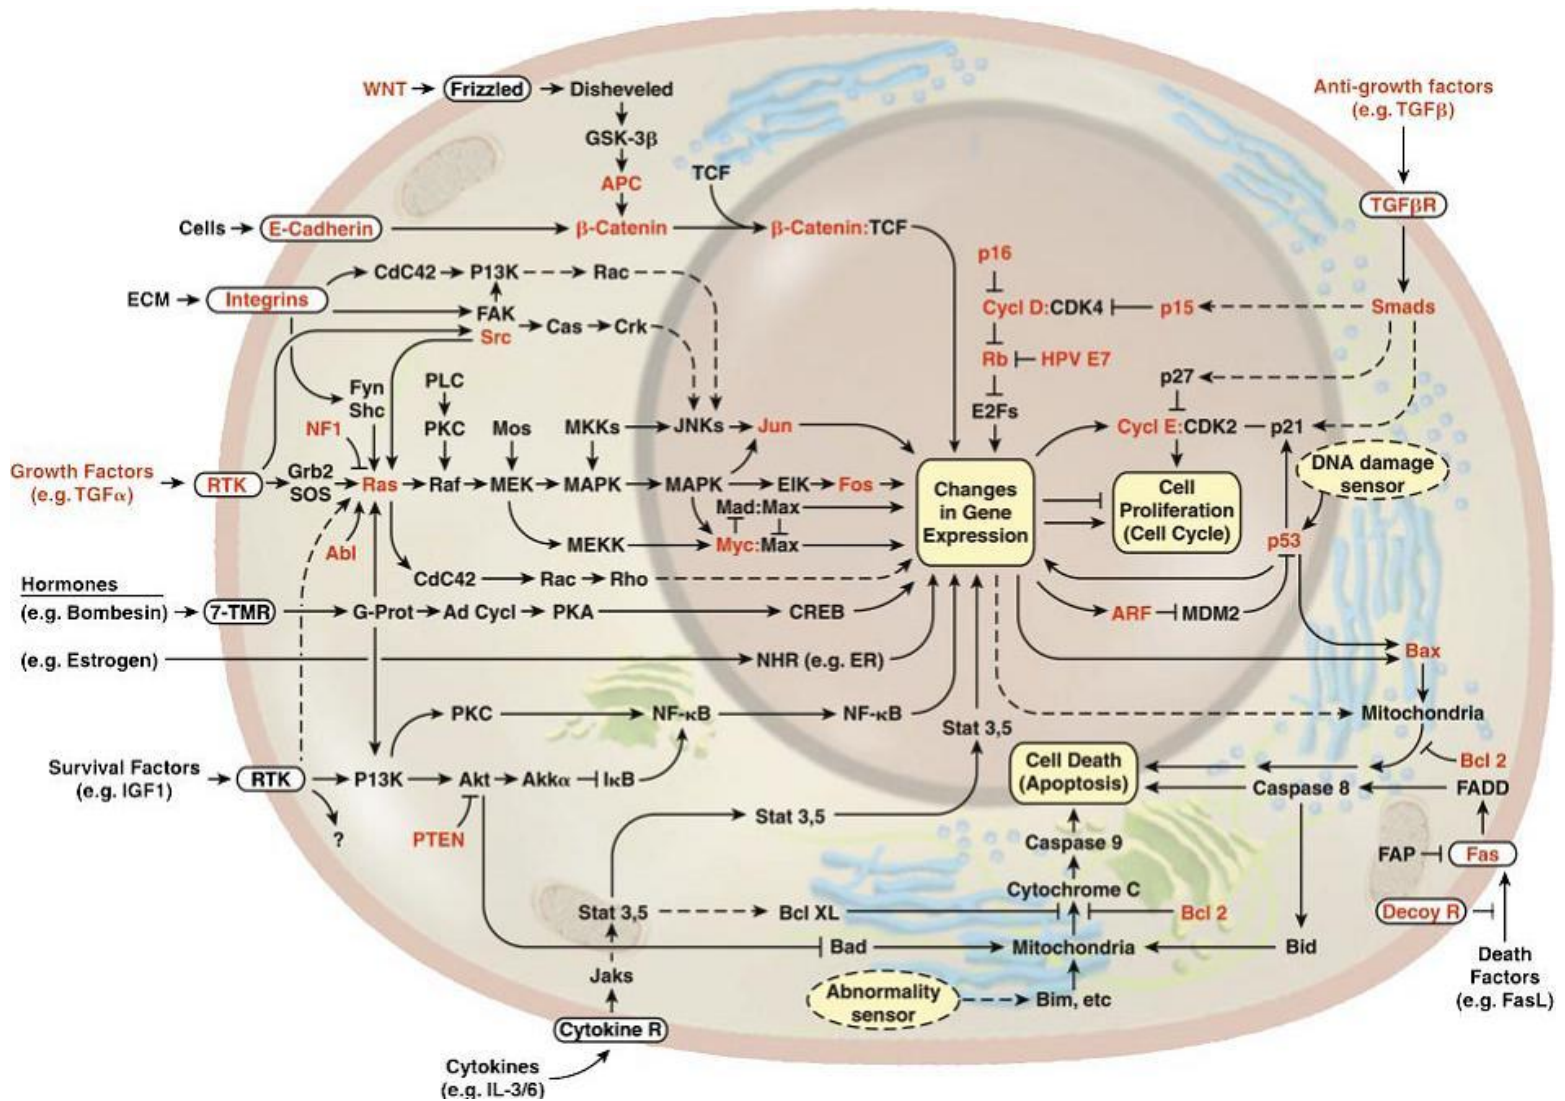 WNT
Frizzled
Disheveled
GSK-3β
APC
TCF
Cells
E-Cadherin
β-Catenin
β-Catenin:TCF
Anti-growth factors
(e.g. TGFβ)
TGFβR
Smads
p16
Cycl D:CDK4
p15
Rb
HPV E7
E2Fs
p27
Cycl E:CDK2
p21
DNA damage
sensor
ECM
Integrins
CdC42
P13K
Rac
FAK
Src
Cas
Crk
Fyn
Shc
PLC
NF1
PKC
Mos
MKKs
JNKs
Jun
Growth Factors
(e.g. TGFα)
RTK
Grb2
SOS
Ras
Raf
MEK
MAPK
MAPK
ElK
Fos
Mad:Max
Abl
MEKK
Myc:Max
Changes
in Gene
Expression
Cell
Proliferation
(Cell Cycle)
p53
CdC42
Rac
Rho
Hormones
(e.g. Bombesin)
7-TMR
G-Prot
Ad Cycl
PKA
CREB
ARF
MDM2
(e.g. Estrogen)
NHR (e.g. ER)
Bax
PKC
NF-κB
NF-κB
Stat 3,5
Mitochondria
Survival Factors
(e.g. IGF1)
RTK
P13K
Akt
Akkα
IκB
Cell Death
(Apoptosis)
Bcl 2
Caspase 8
FADD
?
PTEN
Stat 3,5
Caspase 9
FAP
Fas
Cytochrome C
Stat 3,5
Bcl XL
Bcl 2
Decoy R
Bad
Mitochondria
Bid
Jaks
Death
Factors
(e.g. FasL)
Abnormality
sensor
Bim, etc
Cytokine R
Cytokines
(e.g. IL-3/6)